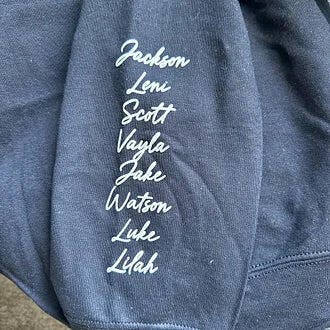 Jackson
Leni
Scott
Vayla
Jake
Watson
Luke
Lilah